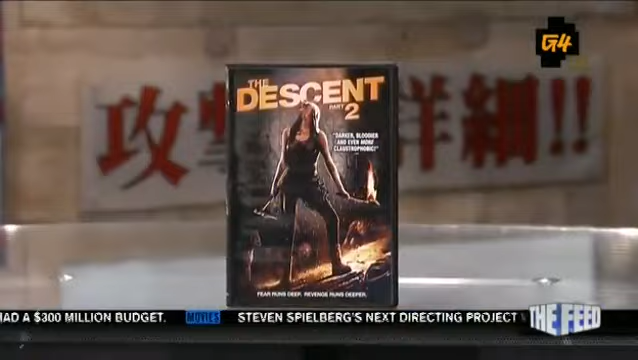 G4
攻撃 詳細!!
THE
DESCENT
PART 2
"DARKER, BLOODIER
AND EVEN MORE
CLAUSTROPHOBIC!"
FEAR RUNS DEEP. REVENGE RUNS DEEPER.
HAD A $300 MILLION BUDGET. MOVIES STEVEN SPIELBERG'S NEXT DIRECTING PROJECT
THE FEED